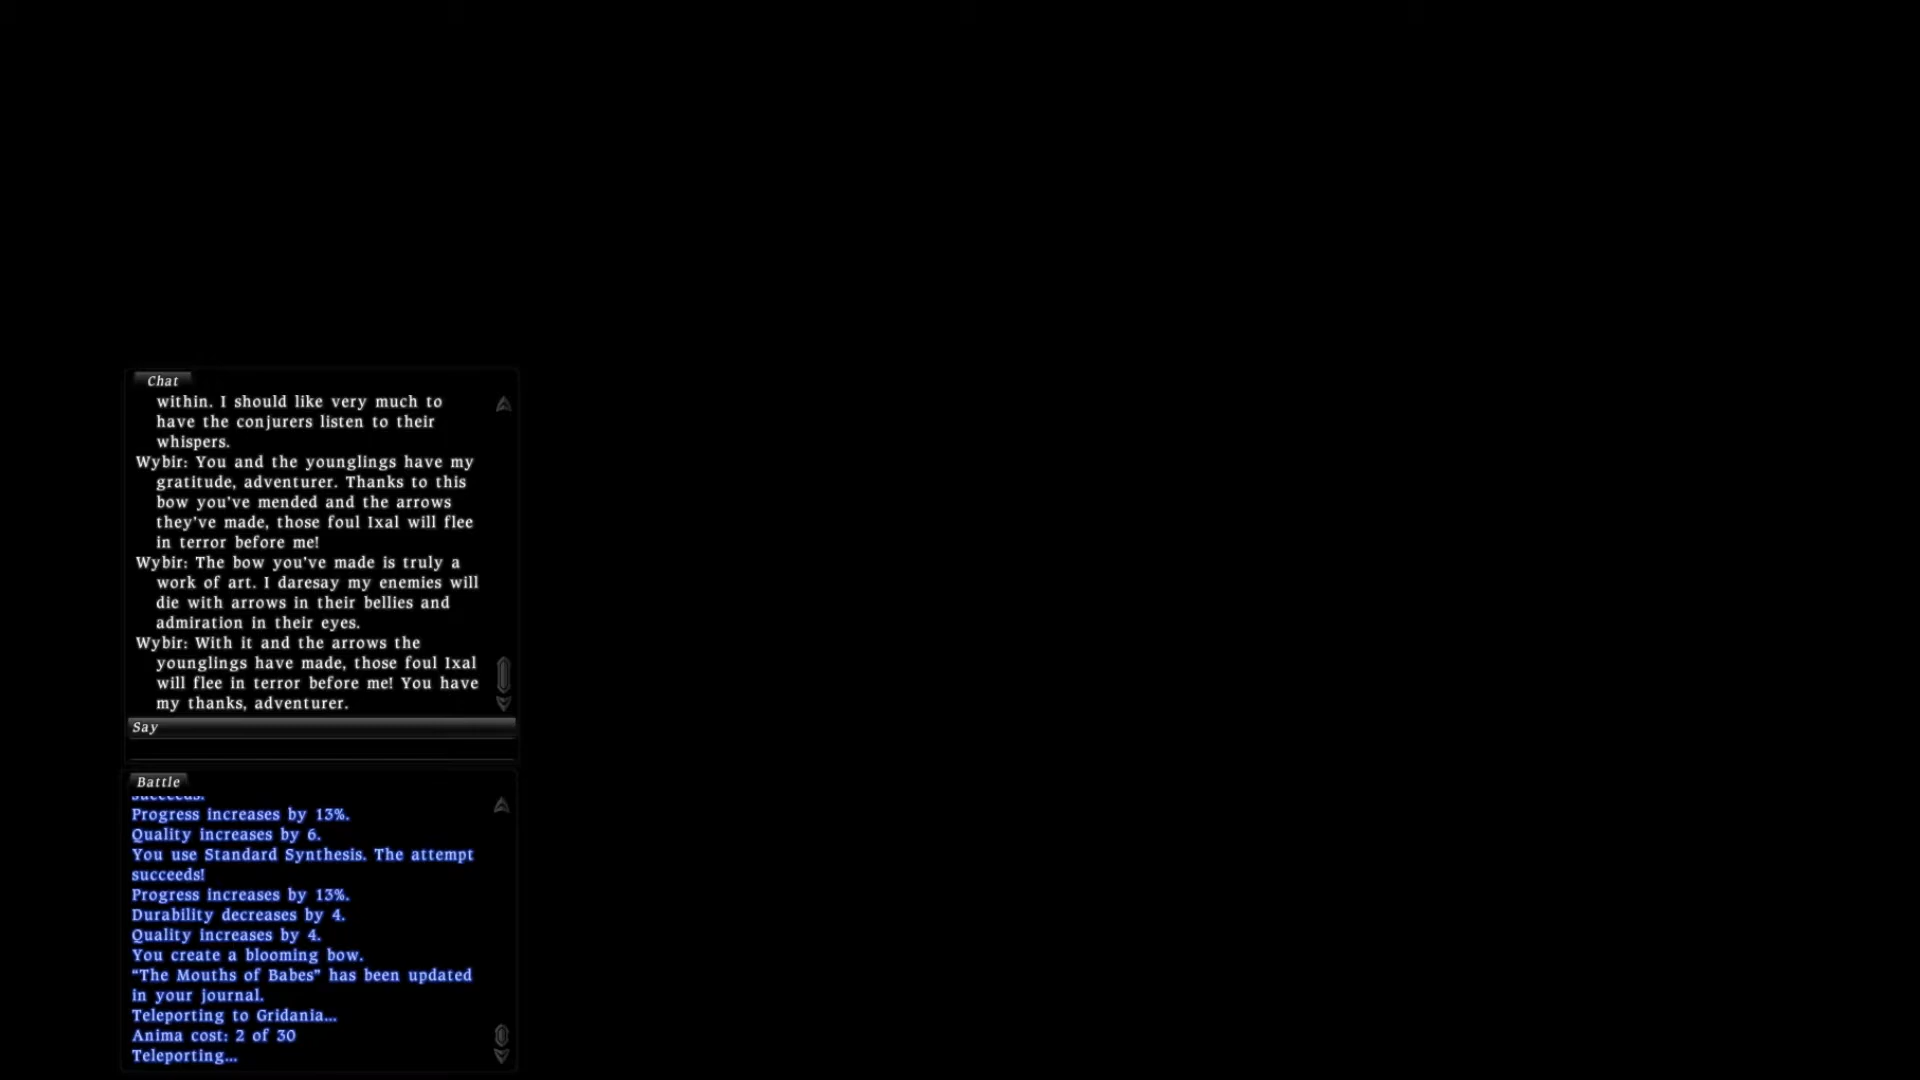 Chat
within. I should like very much to
have the conjurers listen to their
whispers.
Wybir: You and the younglings have my
gratitude, adventurer. Thanks to this
bow you've mended and the arrows
they've made, those foul Ixal will flee
in terror before me!
Wybir: The bow you've made is truly a
work of art. I daresay my enemies will
die with arrows in their bellies and
admiration in their eyes.
Wybir: With it and the arrows the
younglings have made, those foul Ixal
will flee in terror before me! You have
my thanks, adventurer.
Say
Battle
succeeds.
Progress increases by 13%.
Quality increases by 6.
You use Standard Synthesis. The attempt
succeeds!
Progress increases by 13%.
Durability decreases by 4.
Quality increases by 4.
You create a blooming bow.
“The Mouths of Babes” has been updated
in your journal.
Teleporting to Gridania...
Anima cost: 2 of 30
Teleporting...